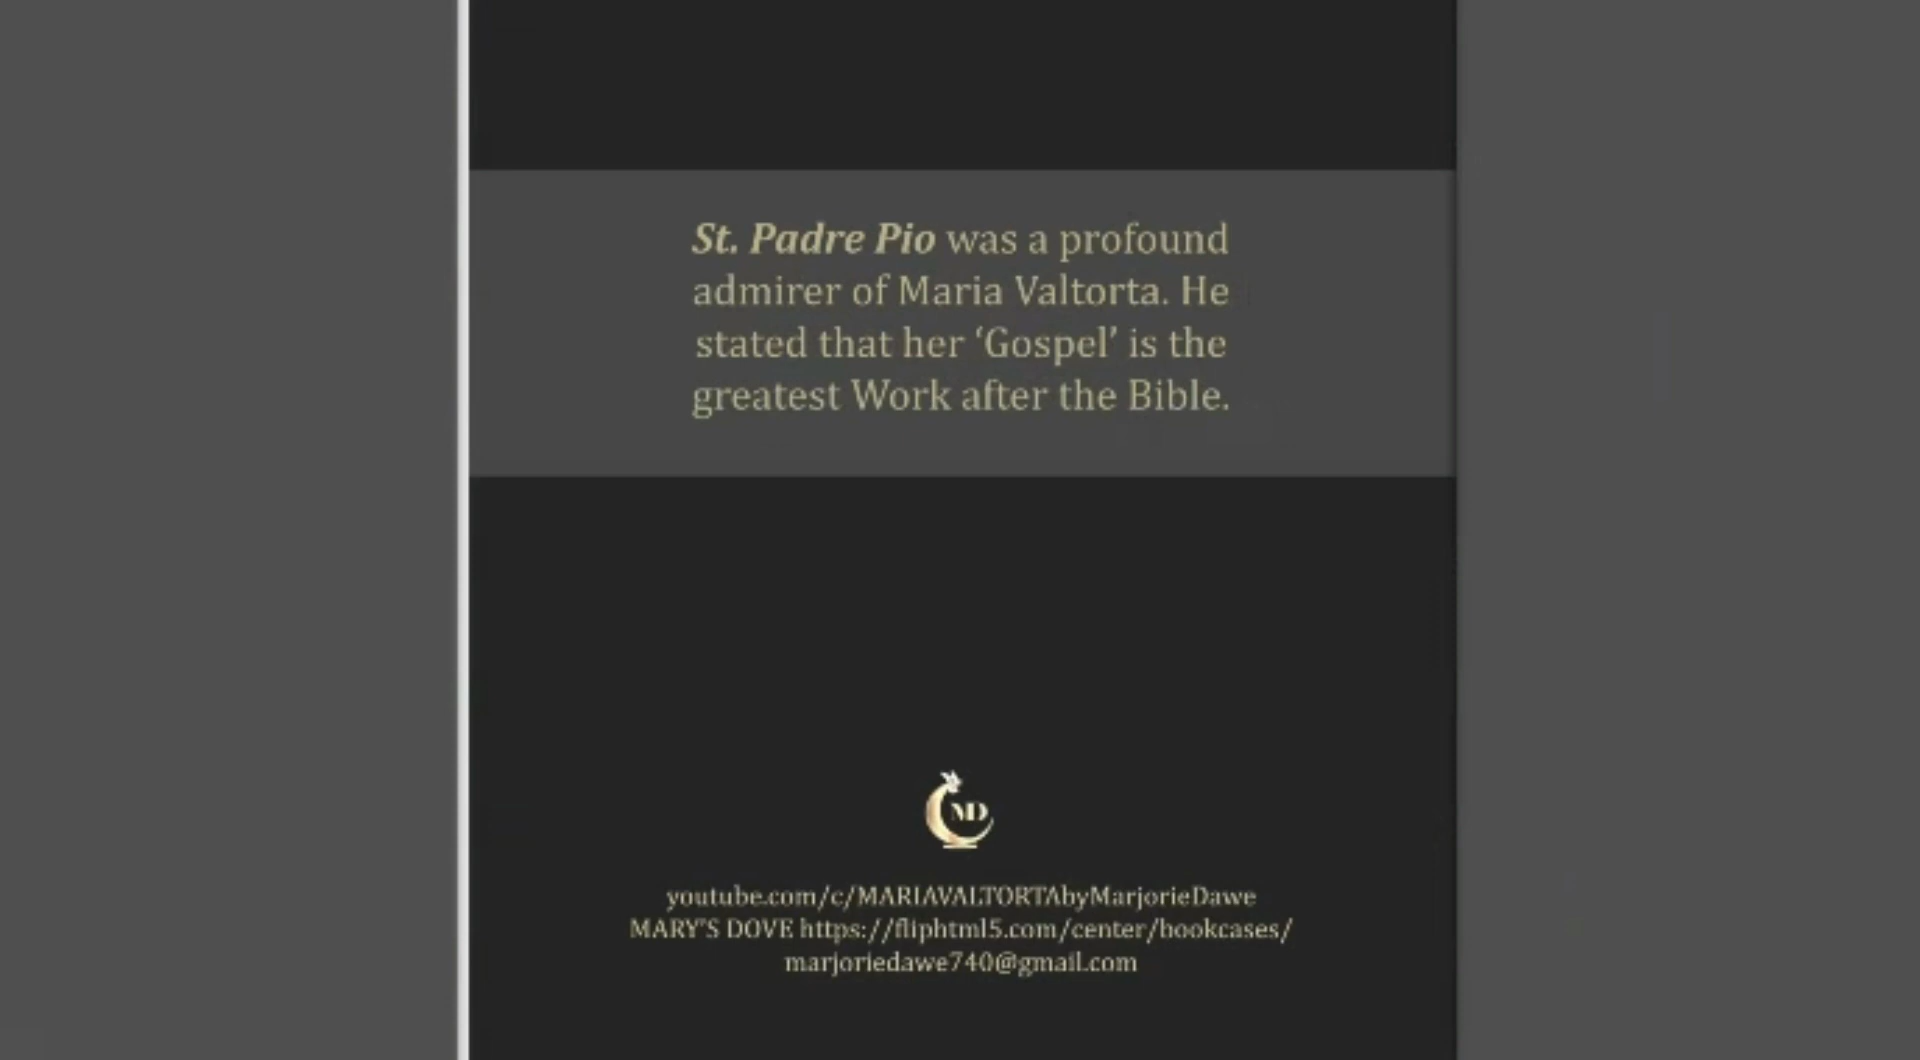 St. Padre Pio was a profound
admirer of Maria Valtorta. He
stated that her ‘Gospel’ is the
greatest Work after the Bible.
MD
youtube.com/c/MARIAVALTORTAbyMarjorieDawe
MARY'S DOVE https://fliphtml5.com/center/bookcases/
marjoriedawe740@gmail.com